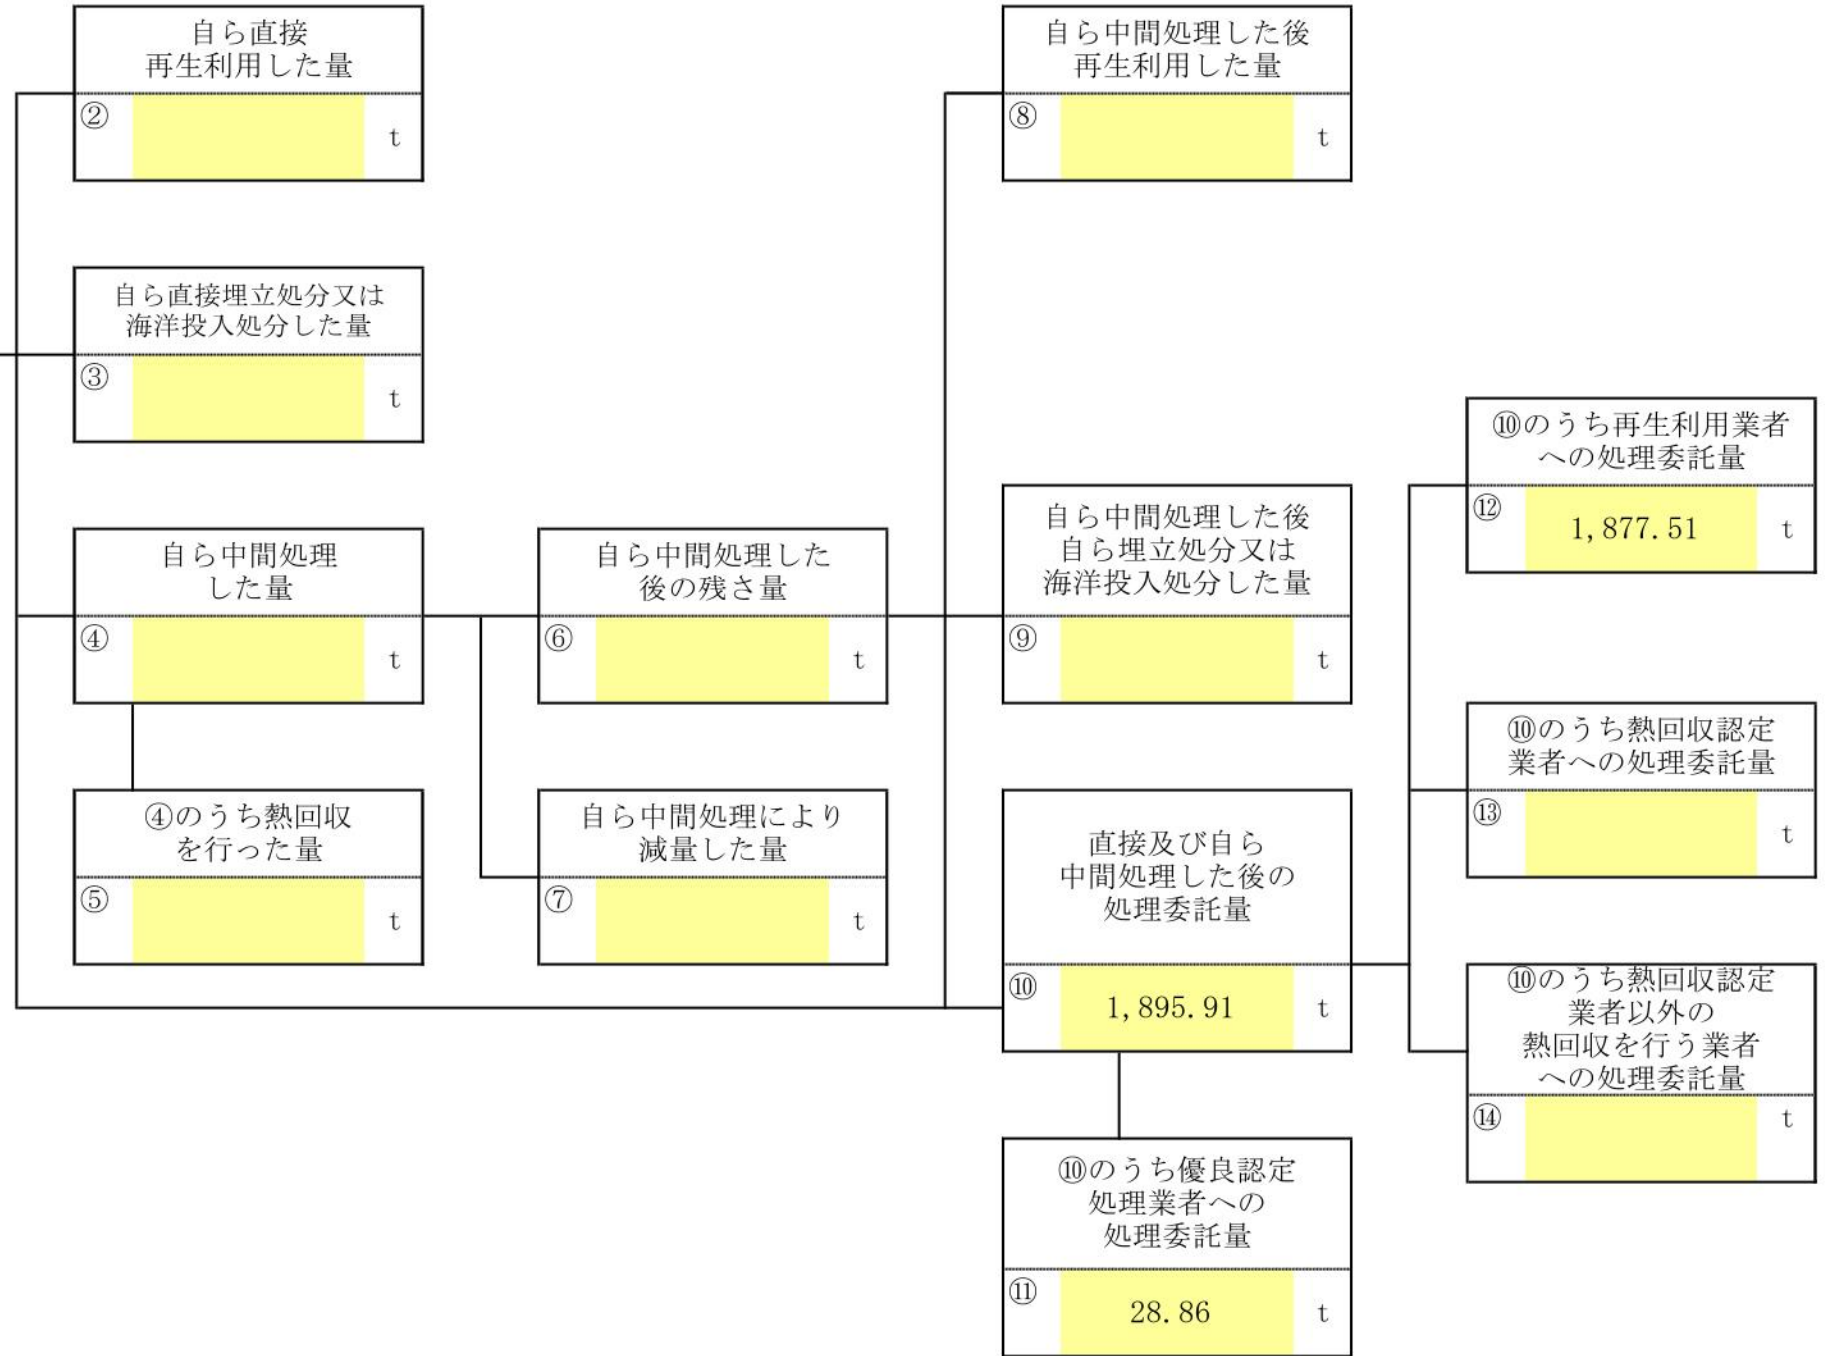 自ら直接
再生利用した量
②
t
自ら中間処理した後
再生利用した量
⑧
t
自ら直接埋立処分又は
海洋投入処分した量
③
t
⑩のうち再生利用業者
への処理委託量
⑫
1,877.51
t
自ら中間処理
した量
④
t
自ら中間処理した
後の残さ量
⑥
t
自ら中間処理した後
自ら埋立処分又は
海洋投入処分した量
⑨
t
⑩のうち熱回収認定
業者への処理委託量
⑬
t
④のうち熱回収
を行った量
⑤
t
自ら中間処理により
減量した量
⑦
t
直接及び自ら
中間処理した後の
処理委託量
⑩
1,895.91
t
⑩のうち熱回収認定
業者以外の
熱回収を行う業者
への処理委託量
⑭
t
⑩のうち優良認定
処理業者への
処理委託量
⑪
28.86
t